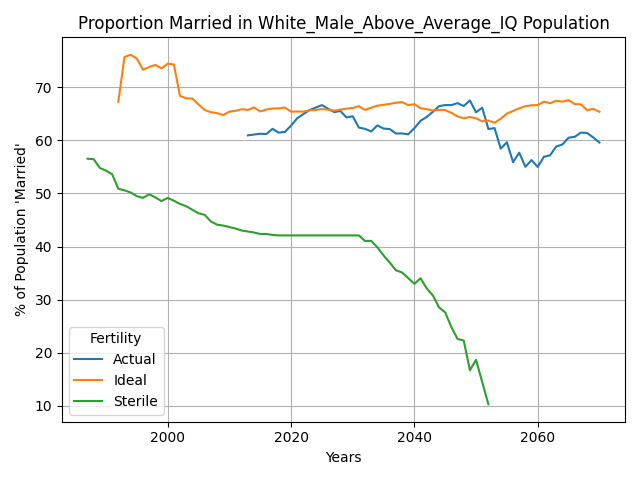 Proportion Married in White_Male_Above_Average_IQ Population
% of Population 'Married'
70
60
50
40
30
20
10
Fertility
Actual
Ideal
Sterile
2000 2020 2040 2060
Years